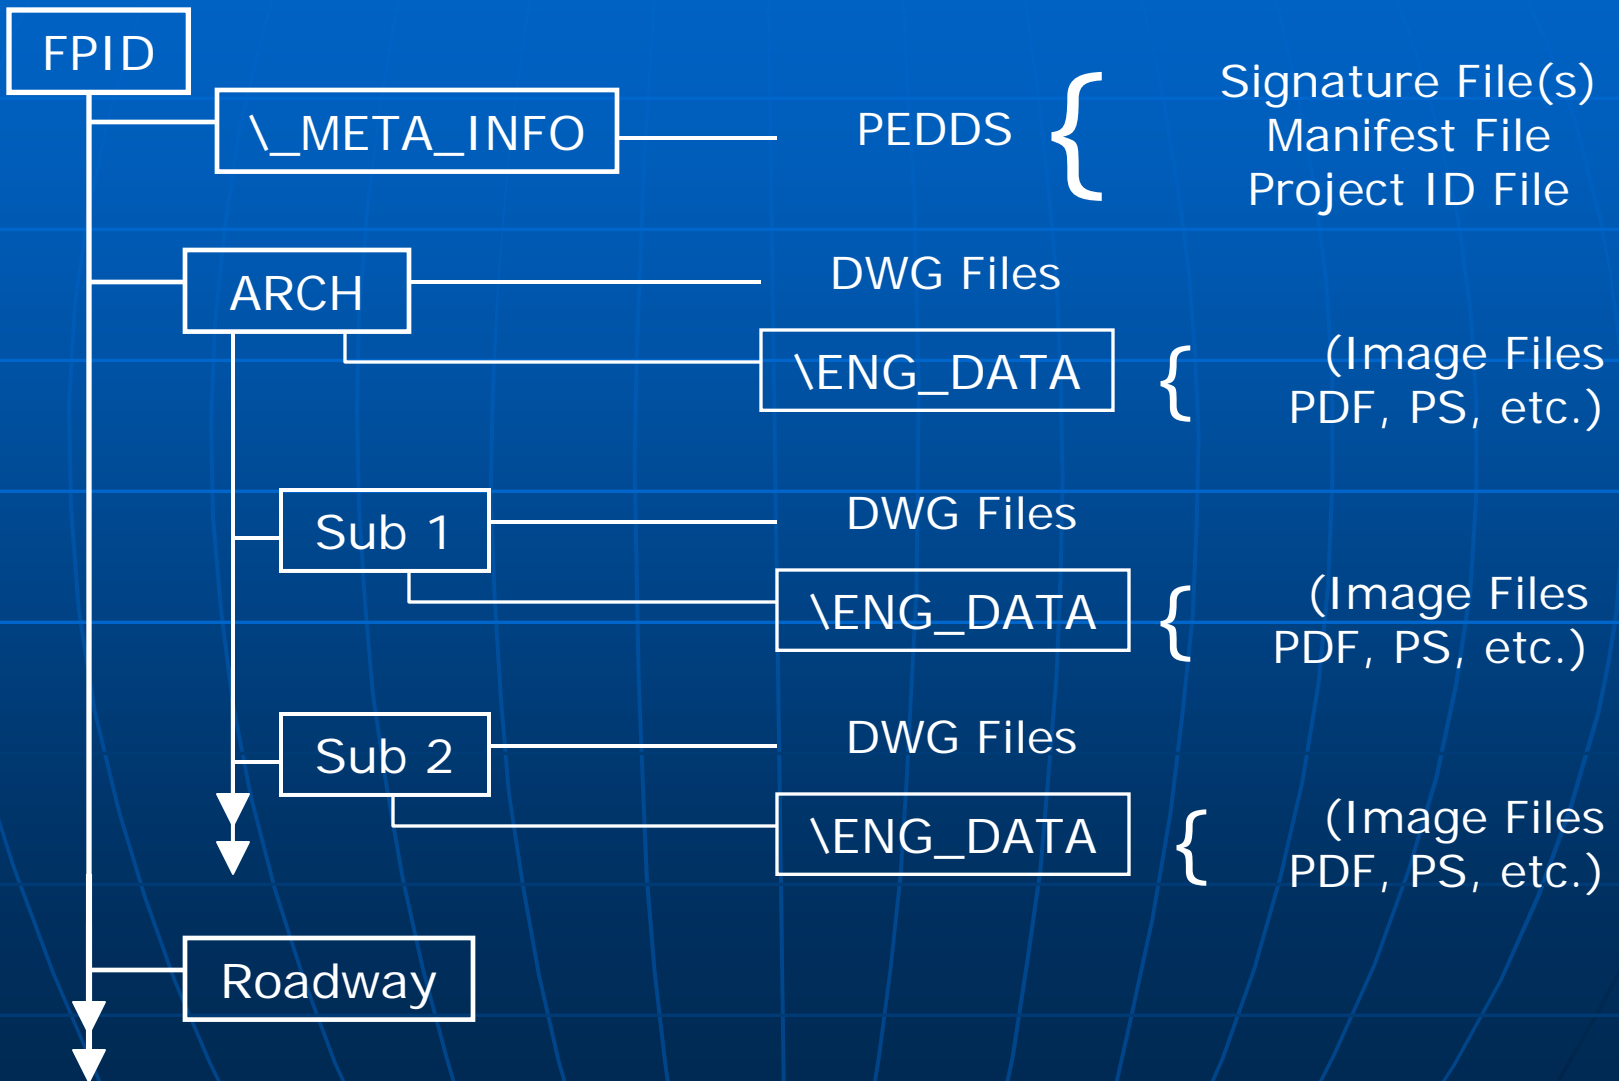 FPID
\_META_INFO
PEDDS
{
Signature File(s)
Manifest File
Project ID File
ARCH
DWG Files
\ENG_DATA
{
(Image Files
PDF, PS, etc.)
Sub 1
DWG Files
\ENG_DATA
{
(Image Files
PDF, PS, etc.)
Sub 2
DWG Files
\ENG_DATA
{
(Image Files
PDF, PS, etc.)
Roadway